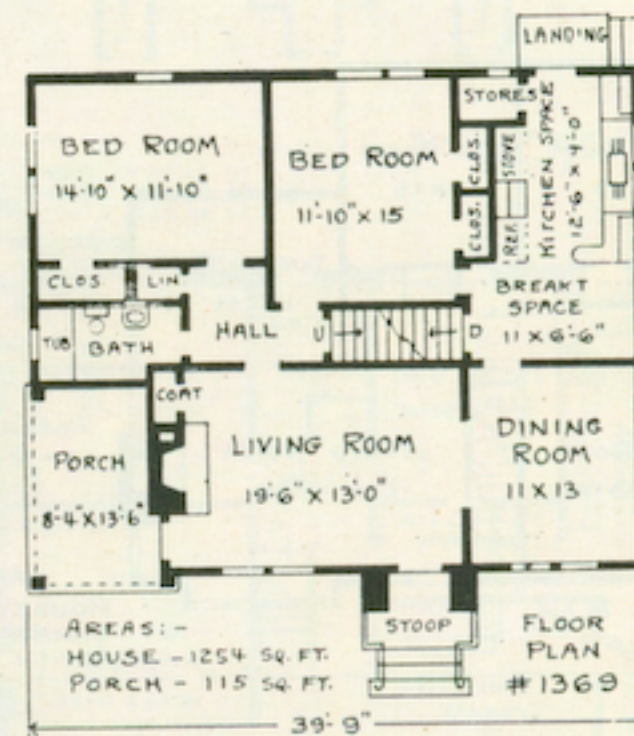 LANDING
STORES
KITCHEN SPACE
12'-6" x 9'-0"
STOVE
REF.
CLOS.
CLOS.
BED ROOM
14'-10" x 11'-10"
BED ROOM
11'-10" x 15
CLOS.
LIN
BREAKT
SPACE
11 x 6'-6"
HALL
U
D
TUB
BATH
COAT
PORCH
8'-4" x 13'-6"
LIVING ROOM
19'-6" x 13'-0"
DINING
ROOM
11 x 13
STOOP
AREAS:-
HOUSE - 1254 SQ. FT.
PORCH - 115 SQ. FT.
FLOOR
PLAN
#1369
39'-9"